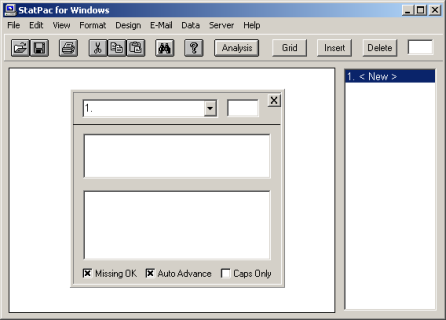 StatPac for Windows
File Edit View Format Design E-Mail Data Server Help
Analysis Grid Insert Delete
1. < New >
1.
Missing OK Auto Advance Caps Only